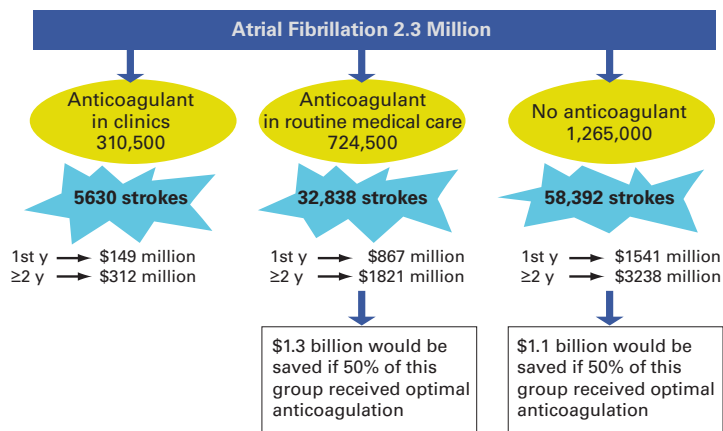 Atrial Fibrillation 2.3 Million
Anticoagulant
in clinics
310,500
5630 strokes
1st y $149 million
≥2 y $312 million
Anticoagulant
in routine medical care
724,500
32,838 strokes
1st y $867 million
≥2 y $1821 million
$1.3 billion would be
saved if 50% of this
group received optimal
anticoagulation
No anticoagulant
1,265,000
58,392 strokes
1st y $1541 million
≥2 y $3238 million
$1.1 billion would be
saved if 50% of this
group received optimal
anticoagulation